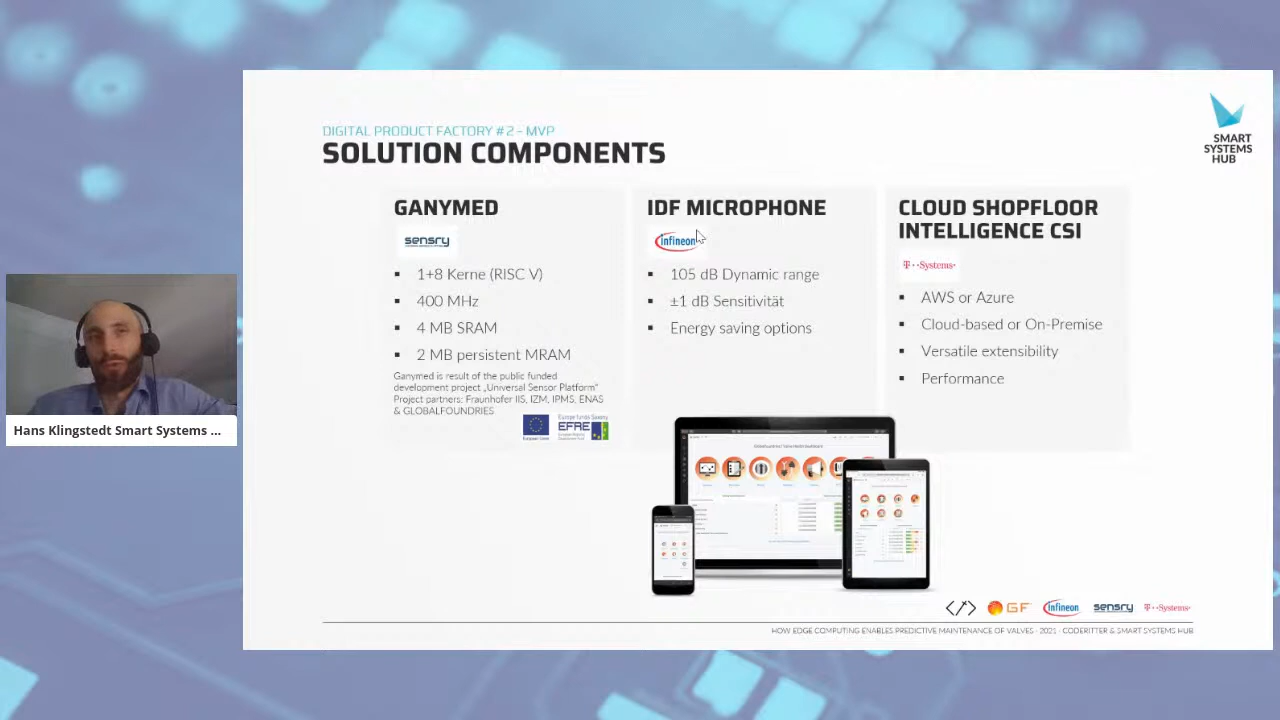 DIGITAL PRODUCT FACTORY #2 – MVP
SOLUTION COMPONENTS
SMART
SYSTEMS
HUB
GANYMED
sensry
▪ 1+8 Kerne (RISC V)
▪ 400 MHz
▪ 4 MB SRAM
▪ 2 MB persistent MRAM
Ganymed is result of the public funded
development project „Universal Sensor Platform"
Project partners: Fraunhofer IIS, IZM, IPMS, ENAS
& GLOBALFOUNDRIES
European Union
Europe funds Saxony
EFRE
IDF MICROPHONE
infineon
▪ 105 dB Dynamic range
▪ ±1 dB Sensitivität
▪ Energy saving options
CLOUD SHOPFLOOR
INTELLIGENCE CSI
T··Systems·
▪ AWS or Azure
▪ Cloud-based or On-Premise
▪ Versatile extensibility
▪ Performance
Hans Klingstedt Smart Systems ...
</*> GF infineon sensry T··Systems·
HOW EDGE COMPUTING ENABLES PREDICTIVE MAINTENANCE OF VALVES · 2021 · CODERITTER & SMART SYSTEMS HUB